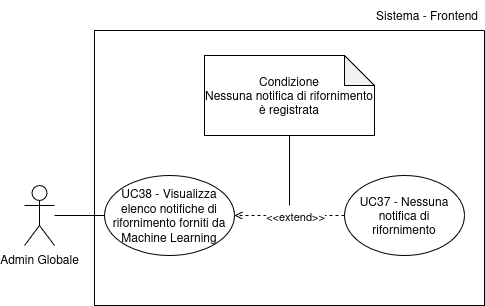 Sistema - Frontend
Condizione
Nessuna notifica di rifornimento
è registrata
UC38 - Visualizza
elenco notifiche di
rifornimento forniti da
Machine Learning
<<extend>>
UC37 - Nessuna
notifica di
rifornimento
Admin Globale